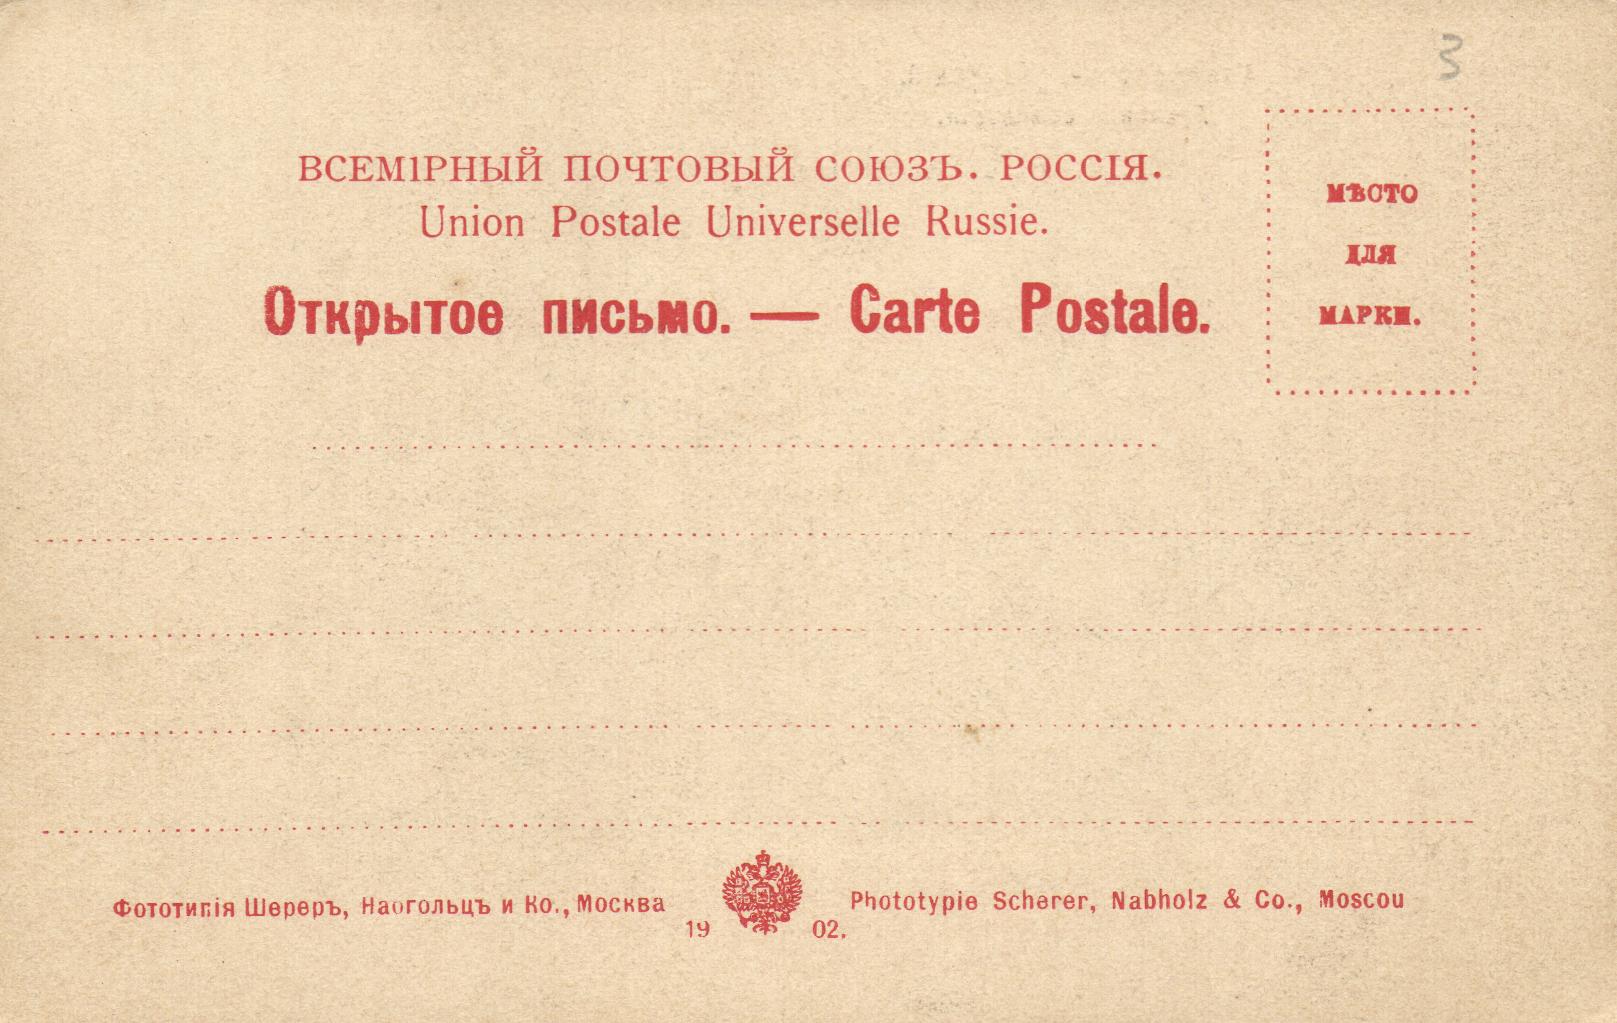 3
ВСЕМІРНЫЙ ПОЧТОВЫЙ СОЮЗЪ. РОССІЯ.
Union Postale Universelle Russie.
Открытое письмо. — Carte Postale.
МѢСТО
ДЛЯ
МАРКИ.
Фототипія Шереръ, Набгольцъ и Ко., Москва
Phototypie Scherer, Nabholz & Co., Moscou
19 02.